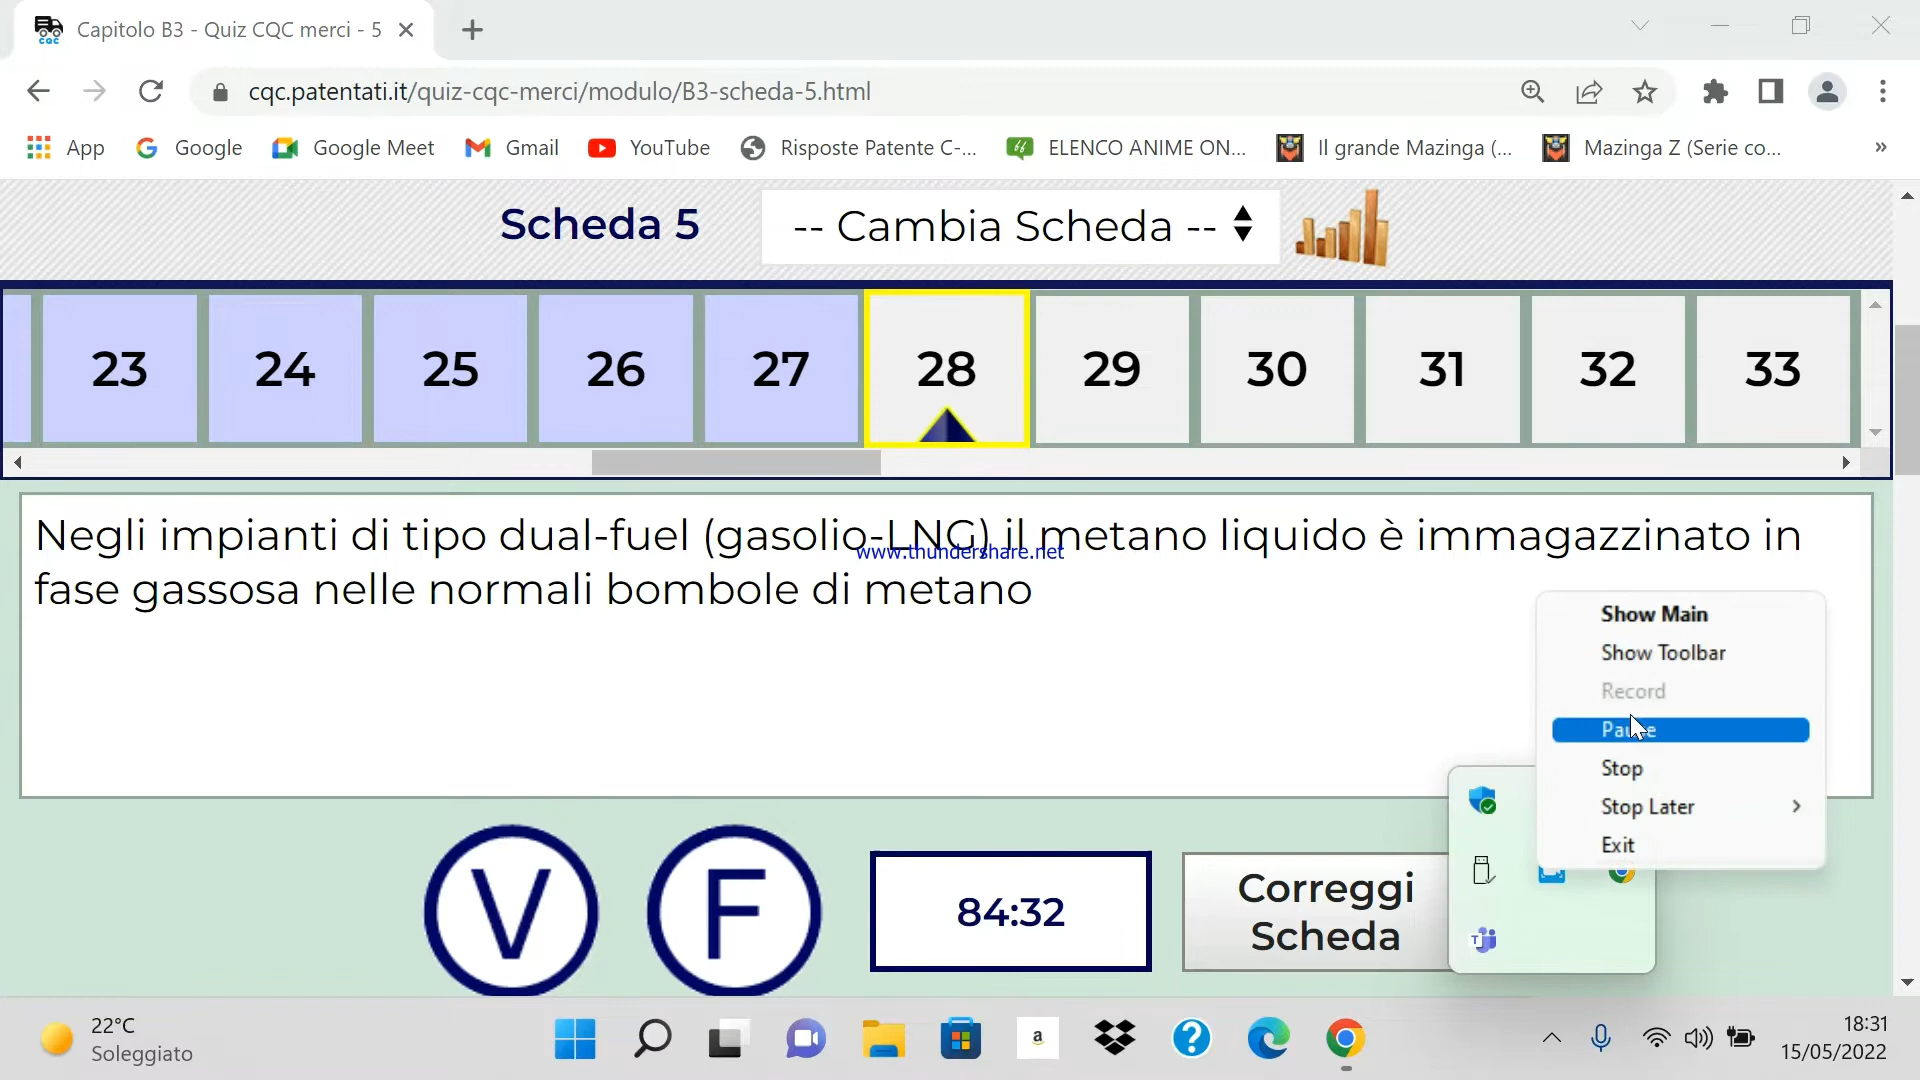 Capitolo B3 - Quiz CQC merci - 5
cqc.patentati.it/quiz-cqc-merci/modulo/B3-scheda-5.html
App Google Google Meet Gmail YouTube Risposte Patente C-... ELENCO ANIME ON... Il grande Mazinga (... Mazinga Z (Serie co... »
Scheda 5 -- Cambia Scheda --
23 24 25 26 27 28 29 30 31 32 33
Negli impianti di tipo dual-fuel (gasolio-LNG) il metano liquido è immagazzinato in
www.thundershare.net
fase gassosa nelle normali bombole di metano
Show Main
Show Toolbar
Record
Pause
Stop
Stop Later
Exit
V F 84:32 Correggi
Scheda
22°C
Soleggiato
18:31
15/05/2022